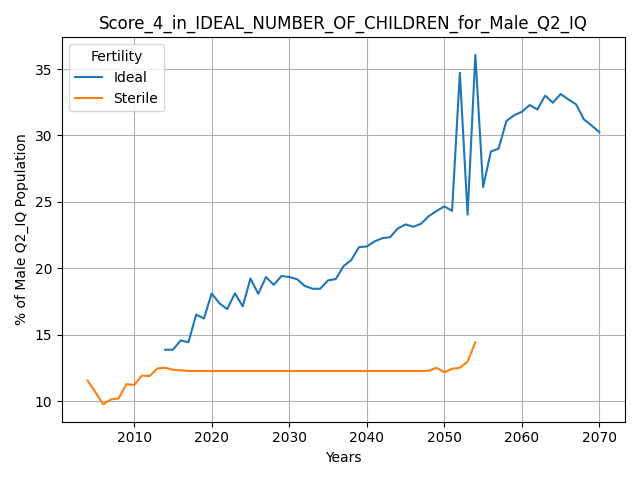 Score_4_in_IDEAL_NUMBER_OF_CHILDREN_for_Male_Q2_IQ
Fertility
Ideal
Sterile
% of Male Q2_IQ Population
35
30
25
20
15
10
2010 2020 2030 2040 2050 2060 2070
Years